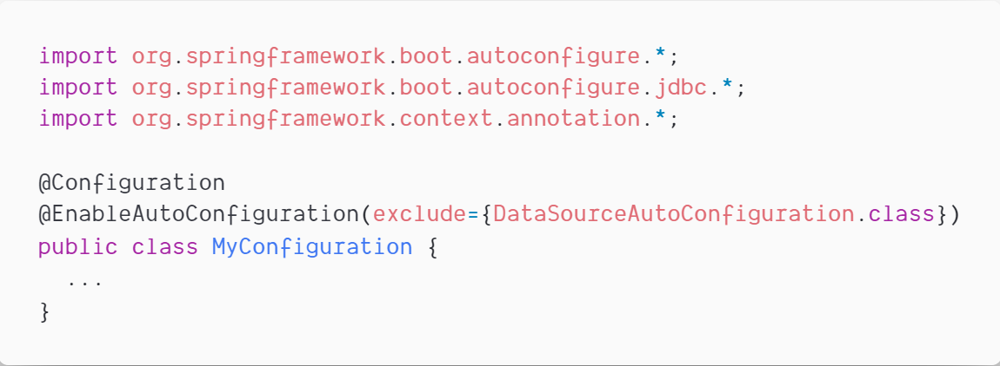 import org.springframework.boot.autoconfigure.*;
import org.springframework.boot.autoconfigure.jdbc.*;
import org.springframework.context.annotation.*;
@Configuration
@EnableAutoConfiguration(exclude={DataSourceAutoConfiguration.class})
public class MyConfiguration {
...
}